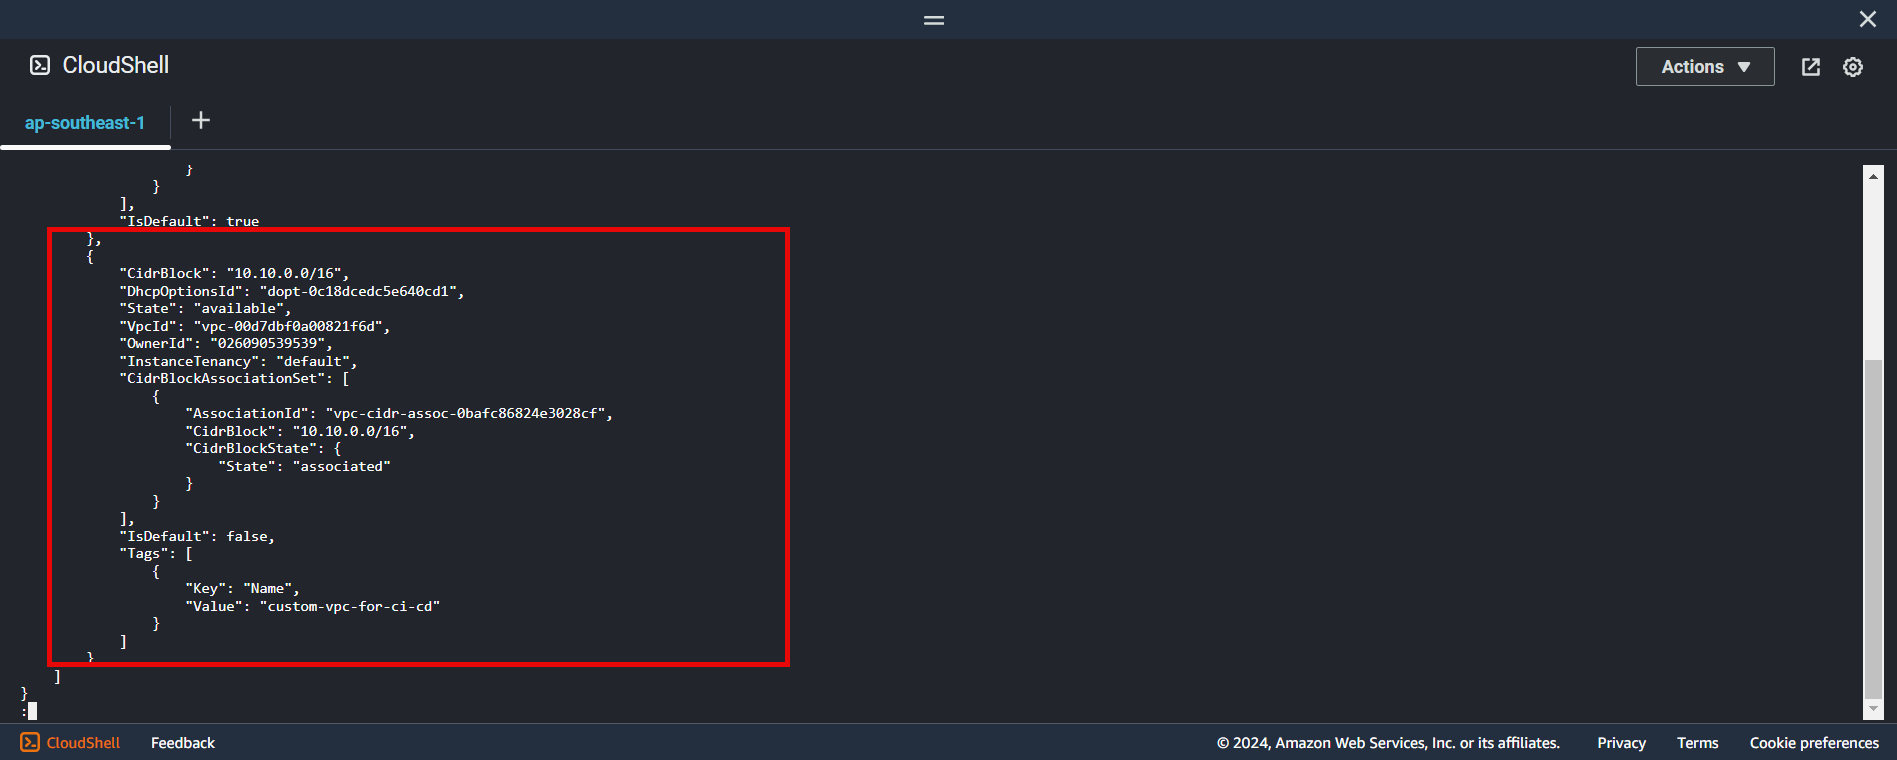 CloudShell
Actions
ap-southeast-1
}
}
],
"IsDefault": true
},
{
"CidrBlock": "10.10.0.0/16",
"DhcpOptionsId": "dopt-0c18dcedc5e640cd1",
"State": "available",
"VpcId": "vpc-00d7dbf0a00821f6d",
"OwnerId": "026090539539",
"InstanceTenancy": "default",
"CidrBlockAssociationSet": [
{
"AssociationId": "vpc-cidr-assoc-0bafc86824e3028cf",
"CidrBlock": "10.10.0.0/16",
"CidrBlockState": {
"State": "associated"
}
}
],
"IsDefault": false,
"Tags": [
{
"Key": "Name",
"Value": "custom-vpc-for-ci-cd"
}
]
}
]
}
:
CloudShell Feedback © 2024, Amazon Web Services, Inc. or its affiliates. Privacy Terms Cookie preferences